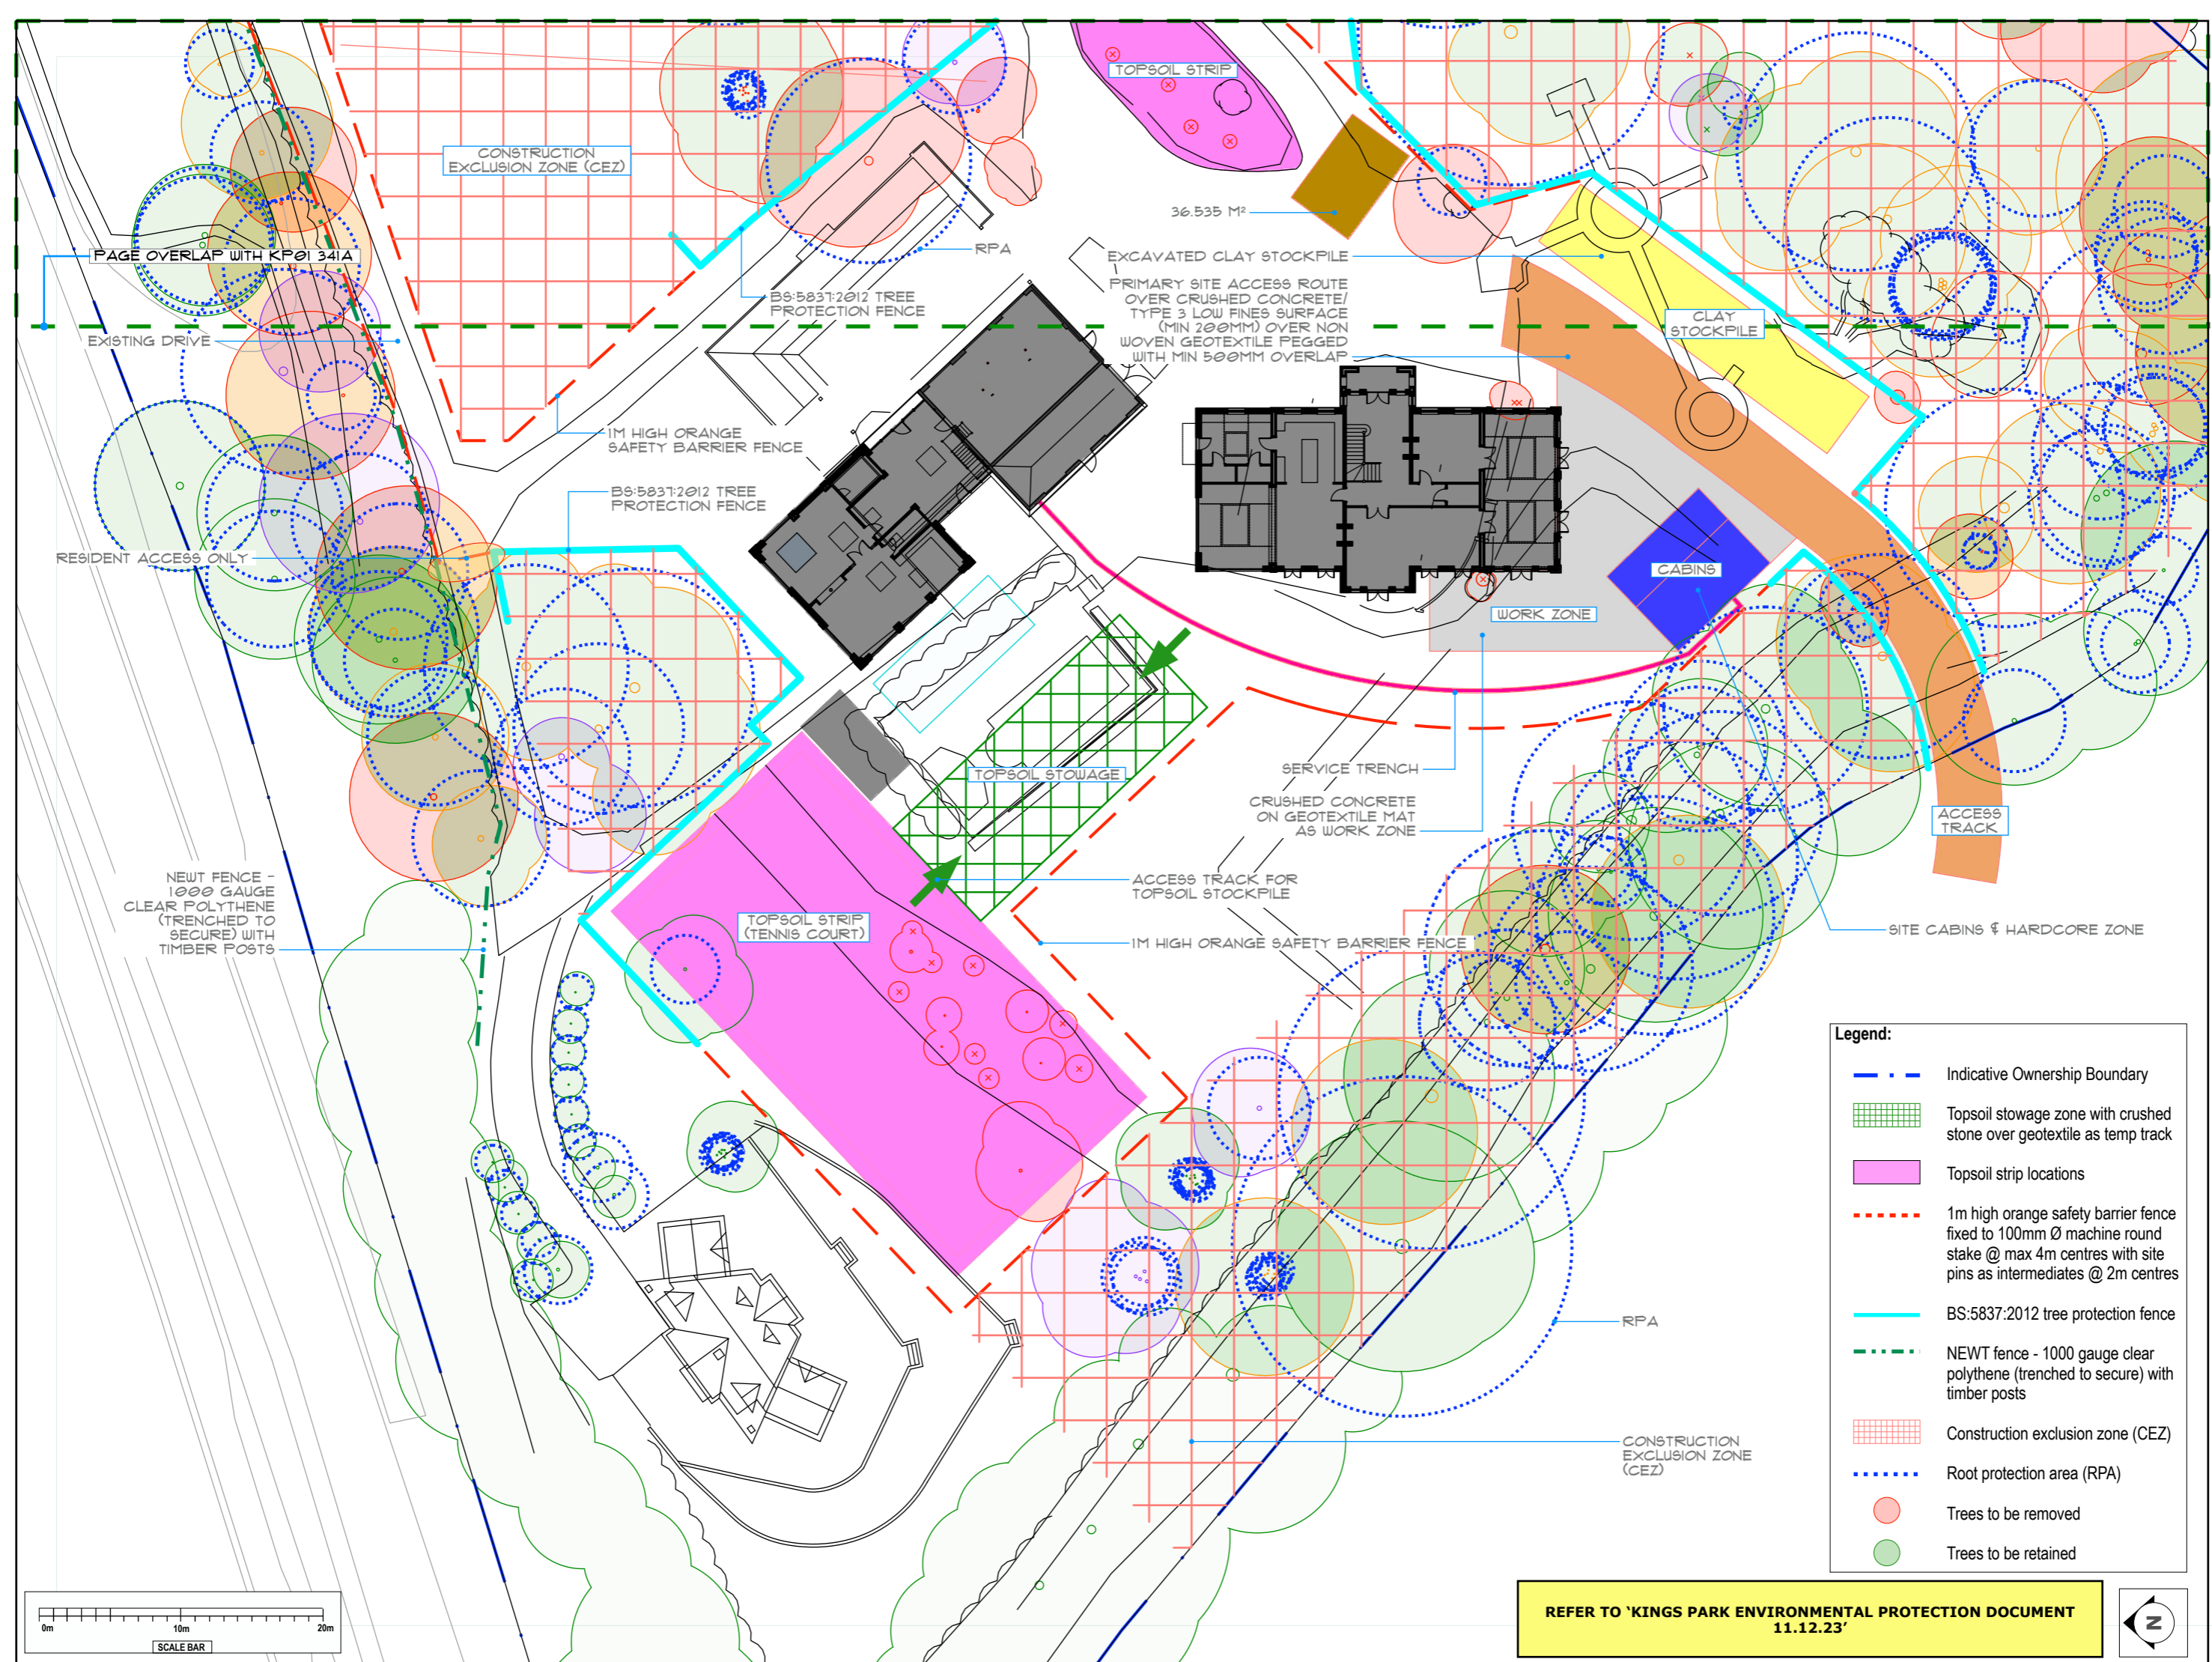 TOPSOIL STRIP
CONSTRUCTION
EXCLUSION ZONE (CEZ)
36.535 M²
RPA
PAGE OVERLAP WITH KP01 341A
EXCAVATED CLAY STOCKPILE
PRIMARY SITE ACCESS ROUTE
OVER CRUSHED CONCRETE/
TYPE 3 LOW FINES SURFACE
(MIN 200MM) OVER NON
WOVEN GEOTEXTILE PEGGED
WITH MIN 500MM OVERLAP
BS:5837:2012 TREE
PROTECTION FENCE
CLAY
STOCKPILE
EXISTING DRIVE
1M HIGH ORANGE
SAFETY BARRIER FENCE
BS:5837:2012 TREE
PROTECTION FENCE
RESIDENT ACCESS ONLY
CABINS
WORK ZONE
TOPSOIL STOWAGE
SERVICE TRENCH
CRUSHED CONCRETE
ON GEOTEXTILE MAT
AS WORK ZONE
ACCESS
TRACK
NEWT FENCE -
1000 GAUGE
CLEAR POLYTHENE
(TRENCHED TO
SECURE) WITH
TIMBER POSTS
ACCESS TRACK FOR
TOPSOIL STOCKPILE
TOPSOIL STRIP
(TENNIS COURT)
1M HIGH ORANGE SAFETY BARRIER FENCE
SITE CABINS & HARDCORE ZONE
RPA
CONSTRUCTION
EXCLUSION ZONE
(CEZ)
Legend:
Indicative Ownership Boundary
Topsoil stowage zone with crushed
stone over geotextile as temp track
Topsoil strip locations
1m high orange safety barrier fence
fixed to 100mm Ø machine round
stake @ max 4m centres with site
pins as intermediates @ 2m centres
BS:5837:2012 tree protection fence
NEWT fence - 1000 gauge clear
polythene (trenched to secure) with
timber posts
Construction exclusion zone (CEZ)
Root protection area (RPA)
Trees to be removed
Trees to be retained
0m 10m 20m
SCALE BAR
REFER TO ‘KINGS PARK ENVIRONMENTAL PROTECTION DOCUMENT
11.12.23’
N